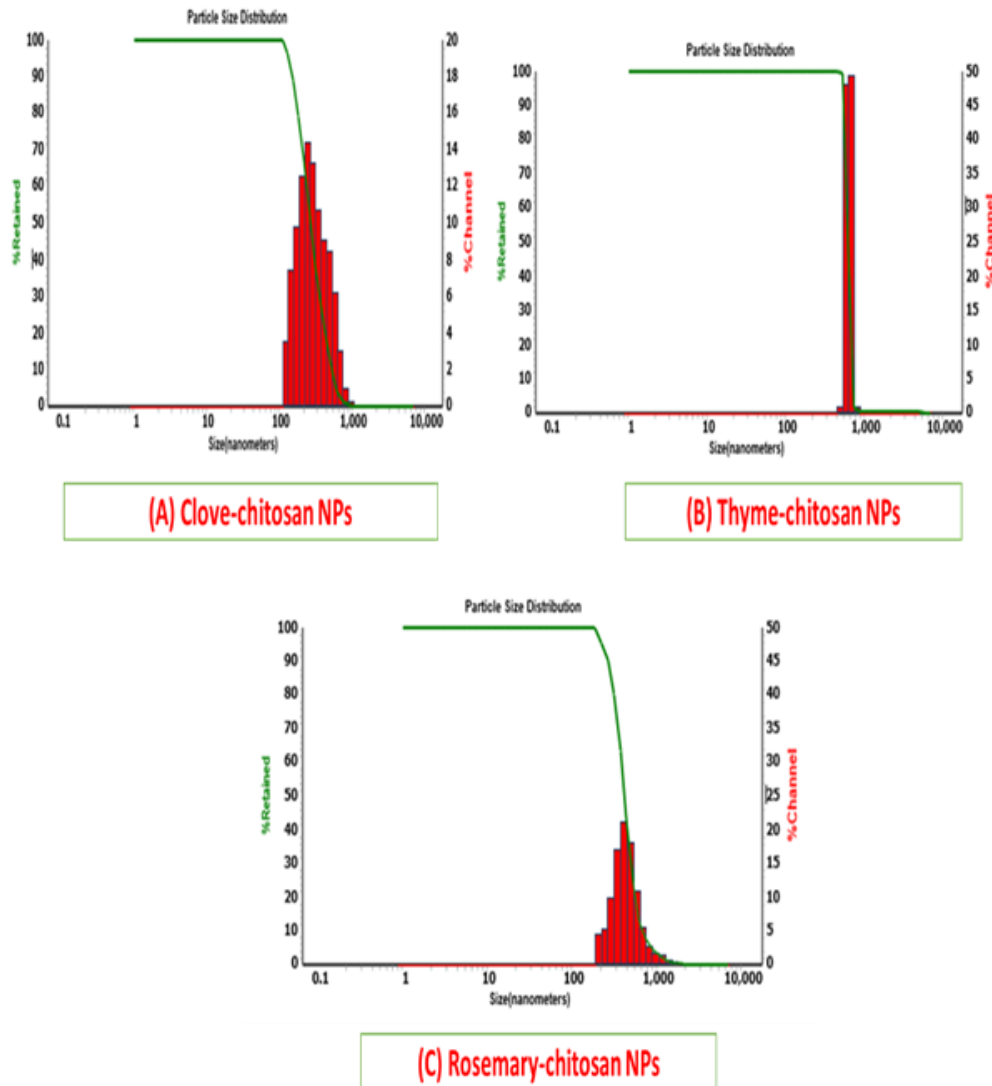 Particle Size Distribution
100 90 80 70 60 50 40 30 20 10 0
%Retained
20 18 16 14 12 10 8 6 4 2 0
%Channel
0.1 1 10 100 1,000 10,000
Size(nanometers)
(A) Clove-chitosan NPs
Particle Size Distribution
100 90 80 70 60 50 40 30 20 10 0
%Retained
50 45 40 35 30 25 20 15 10 5 0
%Channel
0.1 1 10 100 1,000 10,000
Size(nanometers)
(B) Thyme-chitosan NPs
Particle Size Distribution
100 90 80 70 60 50 40 30 20 10 0
%Retained
50 45 40 35 30 25 20 15 10 5 0
%Channel
0.1 1 10 100 1,000 10,000
Size(nanometers)
(C) Rosemary-chitosan NPs